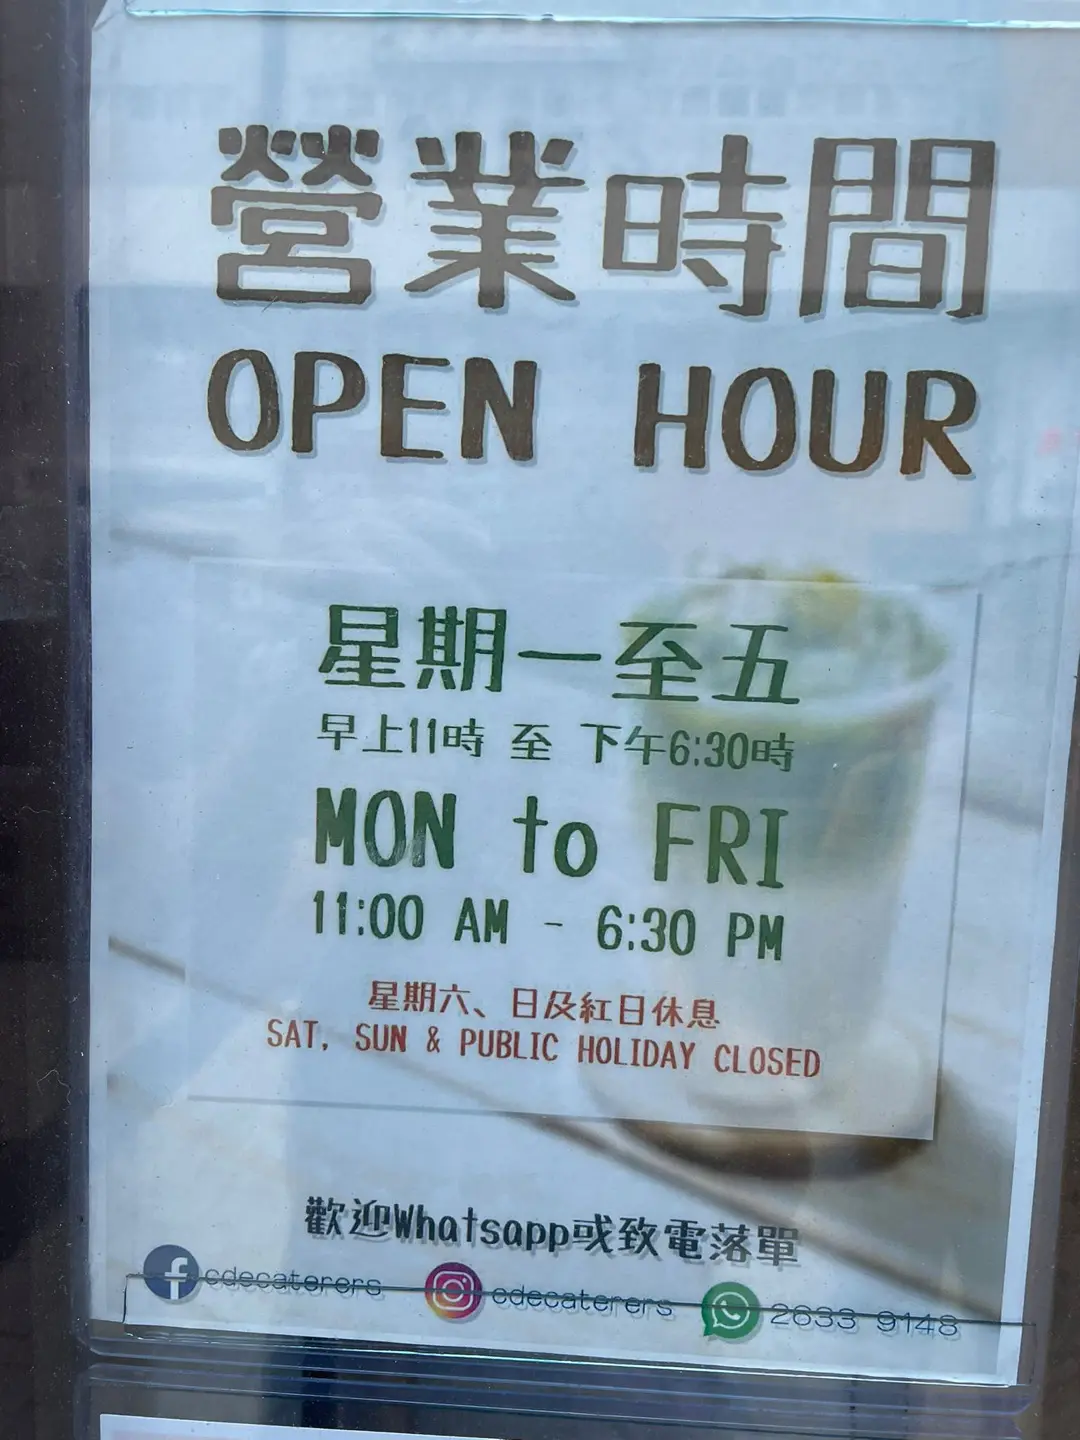 營業時間
OPEN HOUR
星期一至五
早上11時 至 下午6:30時
MON to FRI
11:00 AM - 6:30 PM
星期六、日及紅日休息
SAT, SUN & PUBLIC HOLIDAY CLOSED
歡迎Whatsapp或致電落單
cdecaterers cdecaterers 2633 9148